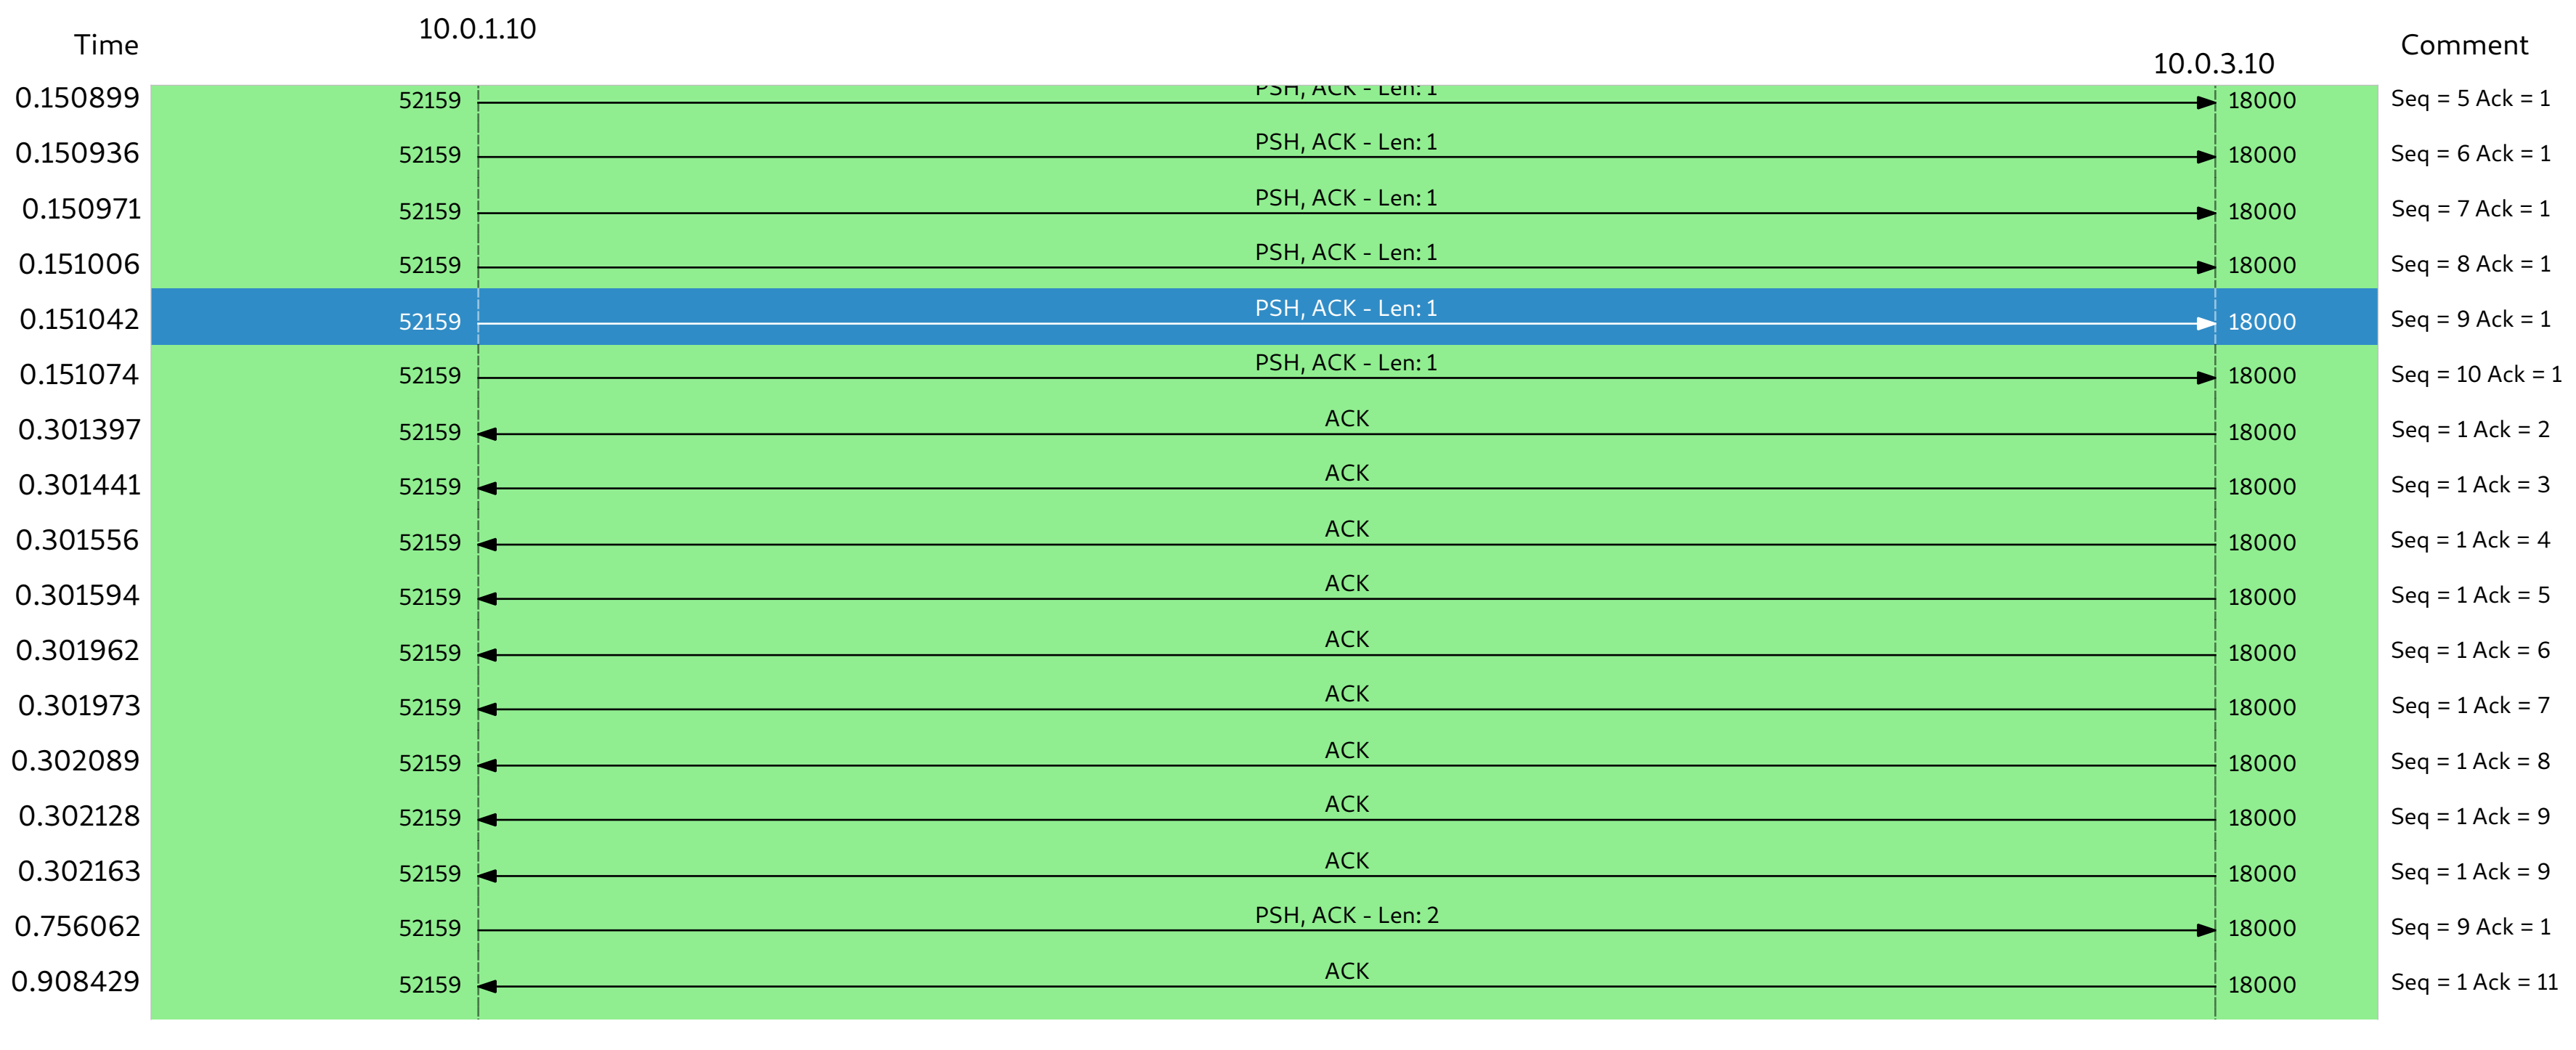 Time 10.0.1.10 10.0.3.10 Comment
0.150899 52159 PSH, ACK - Len: 1 18000 Seq = 5 Ack = 1
0.150936 52159 PSH, ACK - Len: 1 18000 Seq = 6 Ack = 1
0.150971 52159 PSH, ACK - Len: 1 18000 Seq = 7 Ack = 1
0.151006 52159 PSH, ACK - Len: 1 18000 Seq = 8 Ack = 1
0.151042 52159 PSH, ACK - Len: 1 18000 Seq = 9 Ack = 1
0.151074 52159 PSH, ACK - Len: 1 18000 Seq = 10 Ack = 1
0.301397 52159 ACK 18000 Seq = 1 Ack = 2
0.301441 52159 ACK 18000 Seq = 1 Ack = 3
0.301556 52159 ACK 18000 Seq = 1 Ack = 4
0.301594 52159 ACK 18000 Seq = 1 Ack = 5
0.301962 52159 ACK 18000 Seq = 1 Ack = 6
0.301973 52159 ACK 18000 Seq = 1 Ack = 7
0.302089 52159 ACK 18000 Seq = 1 Ack = 8
0.302128 52159 ACK 18000 Seq = 1 Ack = 9
0.302163 52159 ACK 18000 Seq = 1 Ack = 9
0.756062 52159 PSH, ACK - Len: 2 18000 Seq = 9 Ack = 1
0.908429 52159 ACK 18000 Seq = 1 Ack = 11